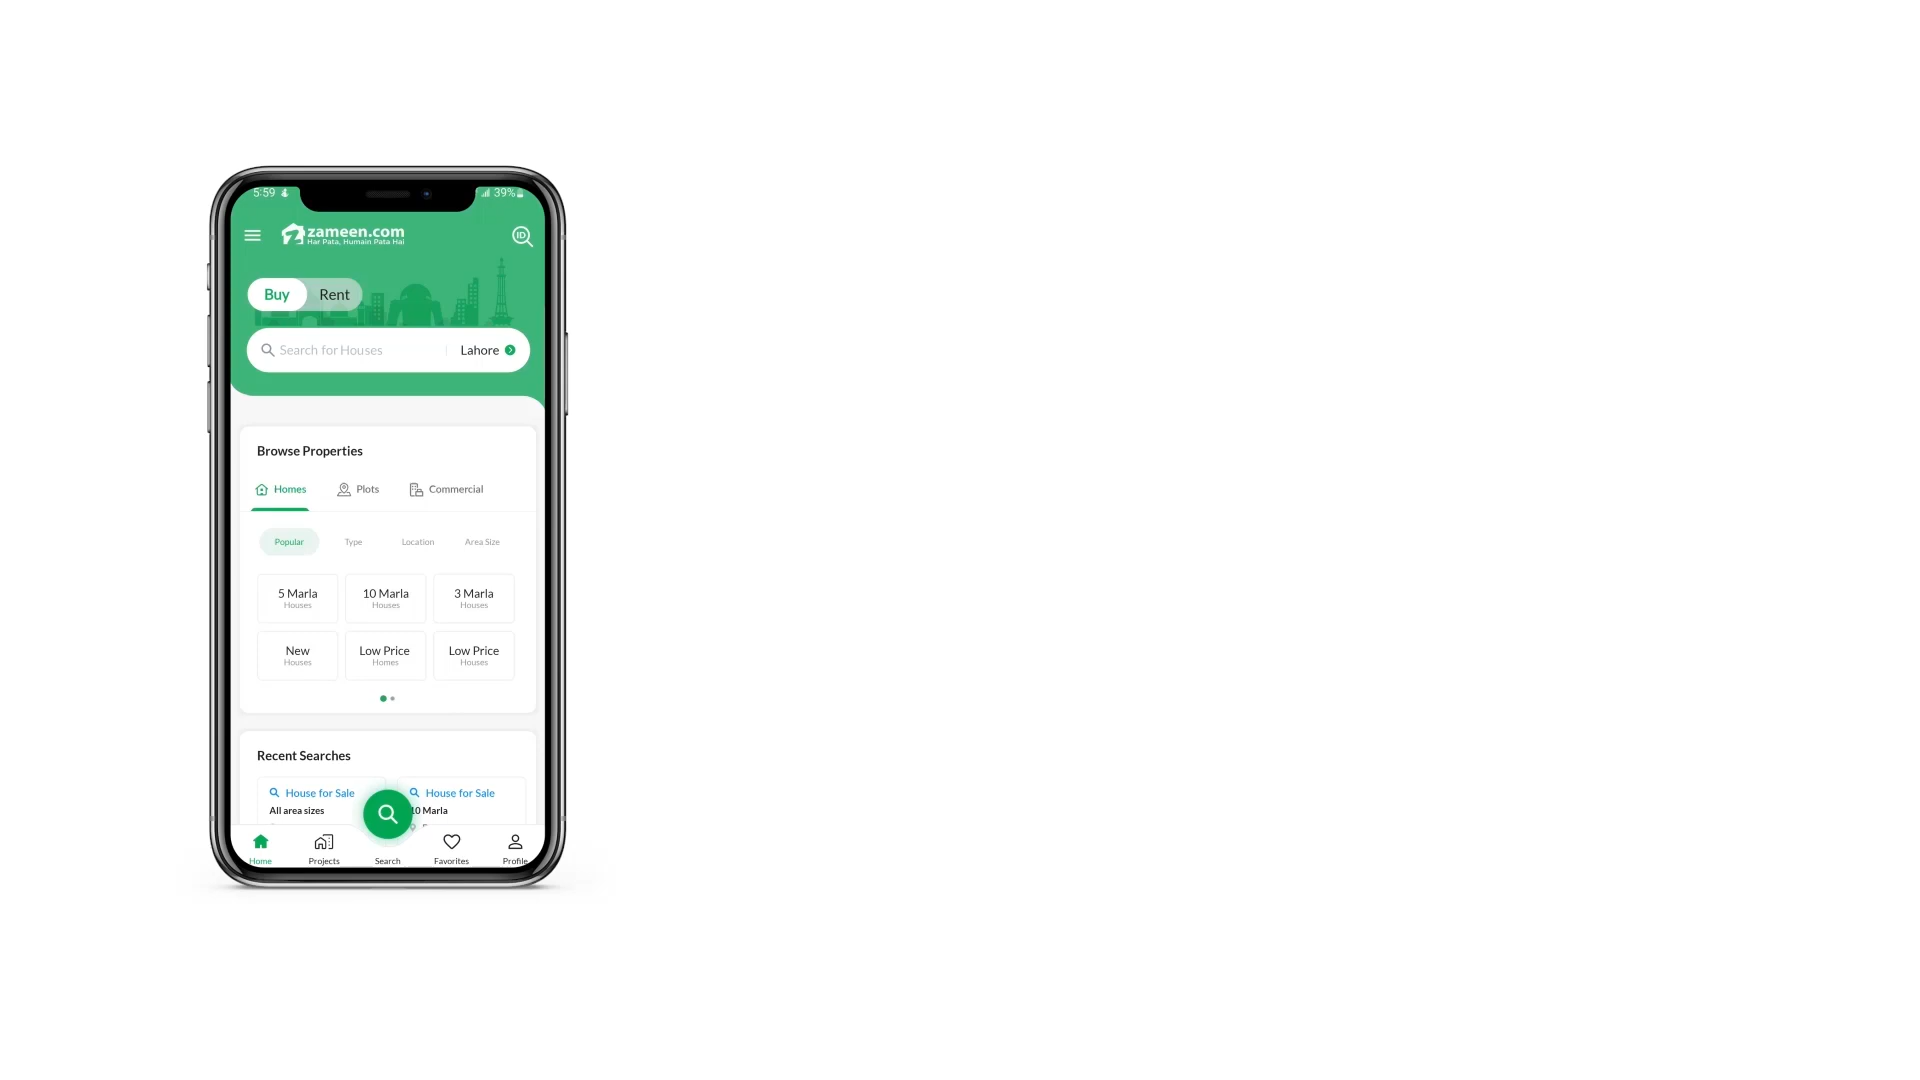 5:59
39%
zameen.com
Har Pata, Humain Pata Hai
ID
Buy Rent
Search for Houses Lahore
Browse Properties
Homes Plots Commercial
Popular Type Location Area Size
5 Marla 10 Marla 3 Marla
Houses Houses Houses
New Low Price Low Price
Houses Homes Houses
Recent Searches
House for Sale House for Sale
All area sizes 10 Marla
Home Projects Search Favorites Profile